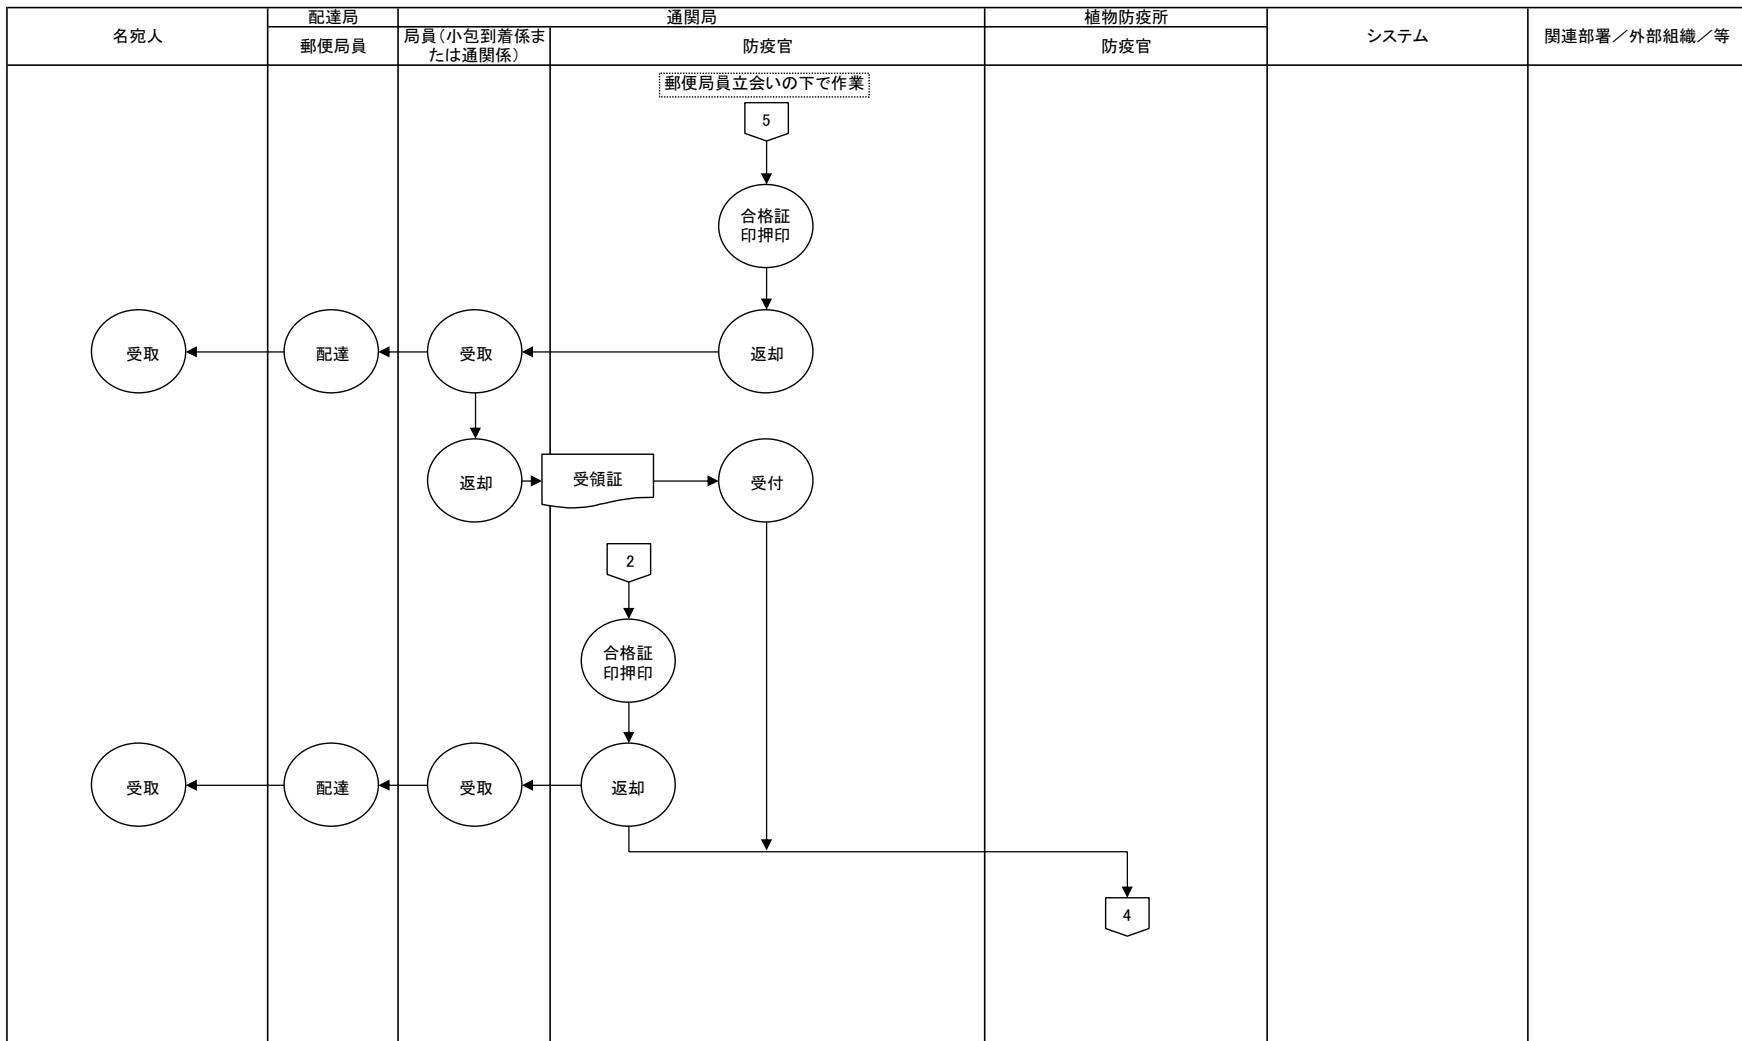 名宛人
配達局
郵便局員
通関局
局員(小包到着係ま
たは通関係)
防疫官
植物防疫所
防疫官
システム
関連部署／外部組織／等
郵便局員立会いの下で作業
5
合格証
印押印
受取
配達
受取
返却
返却
受領証
受付
2
合格証
印押印
受取
配達
受取
返却
4